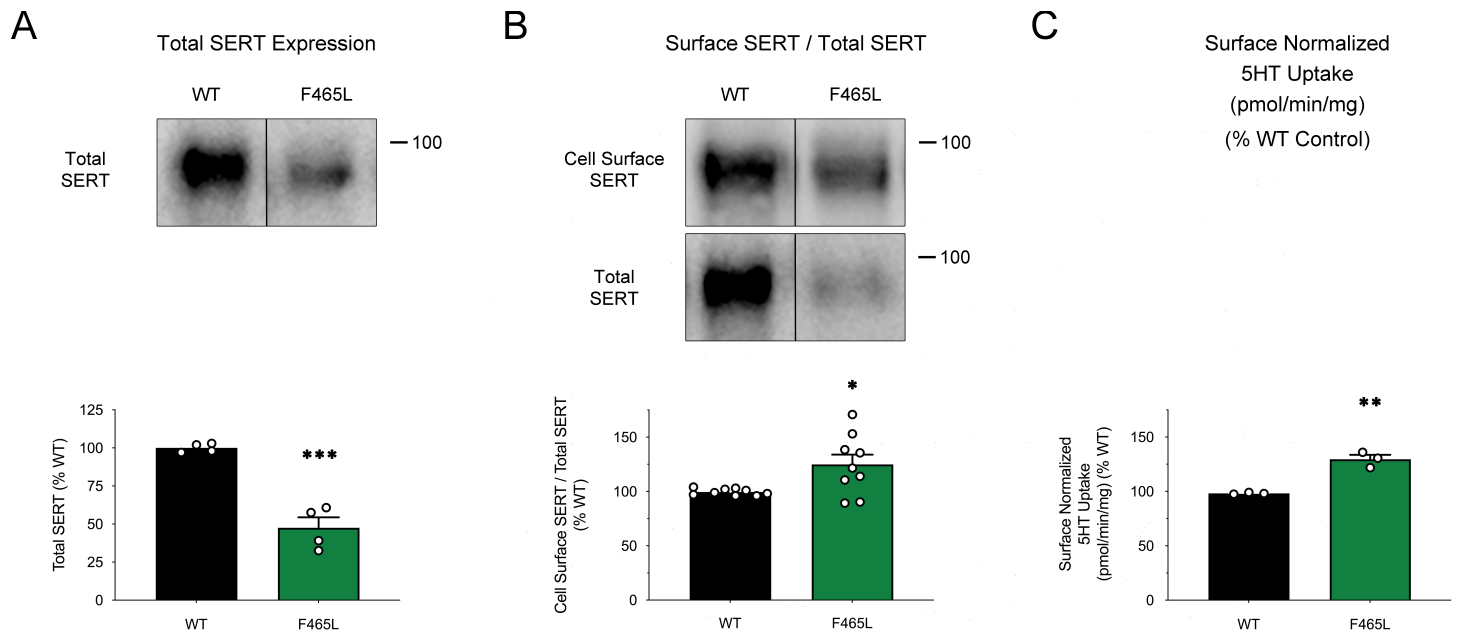 A
Total SERT Expression
WT F465L
Total
SERT
100
125
100
75
50
25
0
Total SERT (% WT)
***
WT F465L
B
Surface SERT / Total SERT
WT F465L
Cell Surface
SERT
100
Total
SERT
100
150
100
50
0
Cell Surface SERT / Total SERT
(% WT)
*
WT F465L
C
Surface Normalized
5HT Uptake
(pmol/min/mg)
(% WT Control)
150
100
50
0
Surface Normalized
5HT Uptake
(pmol/min/mg) (% WT)
**
WT F465L